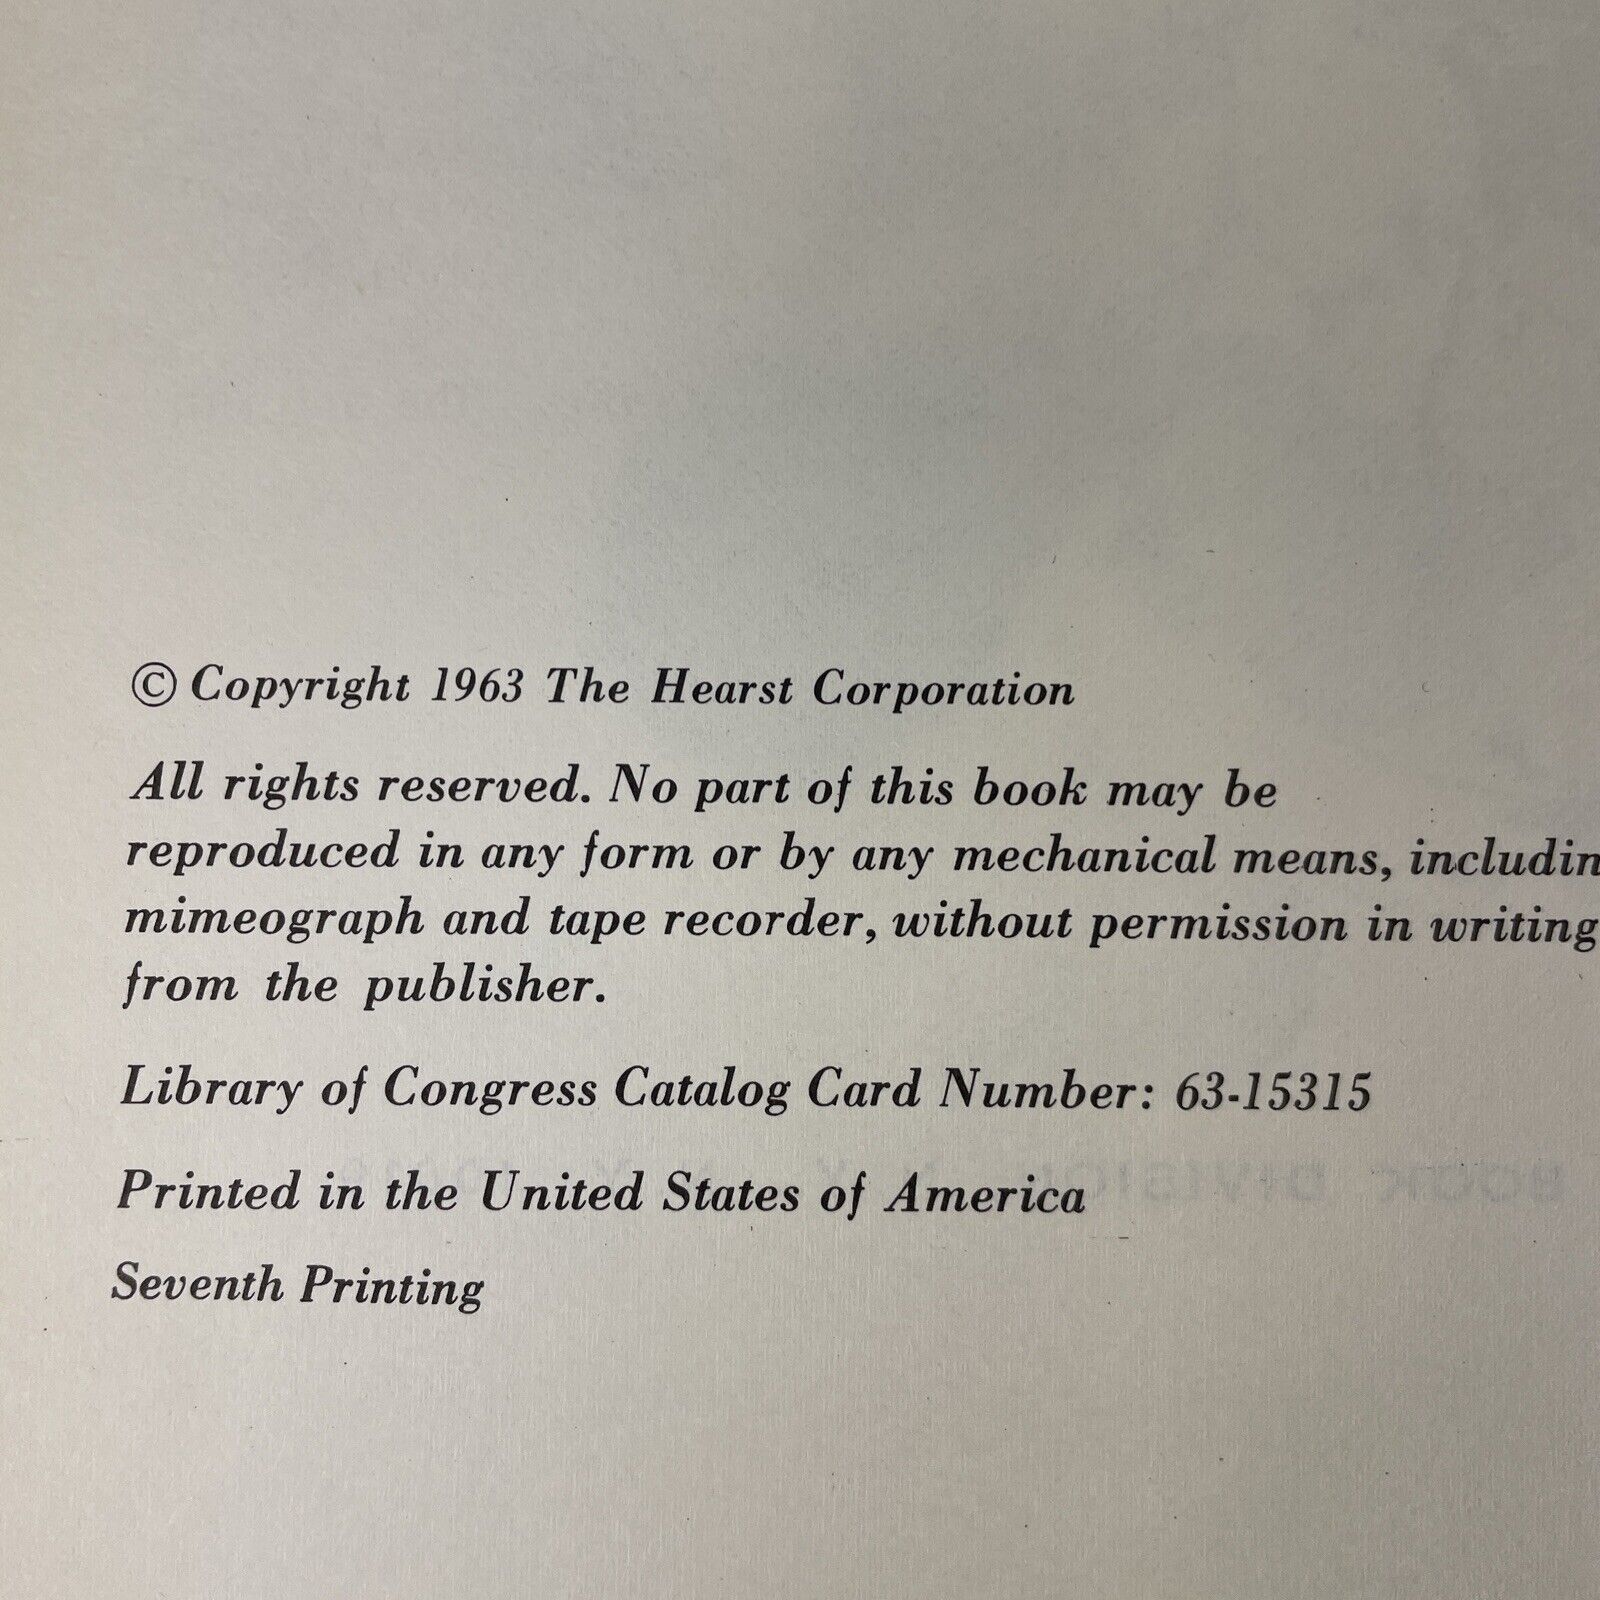 © Copyright 1963 The Hearst Corporation
All rights reserved. No part of this book may be
reproduced in any form or by any mechanical means, includin
mimeograph and tape recorder, without permission in writing
from the publisher.
Library of Congress Catalog Card Number: 63-15315
Printed in the United States of America
Seventh Printing